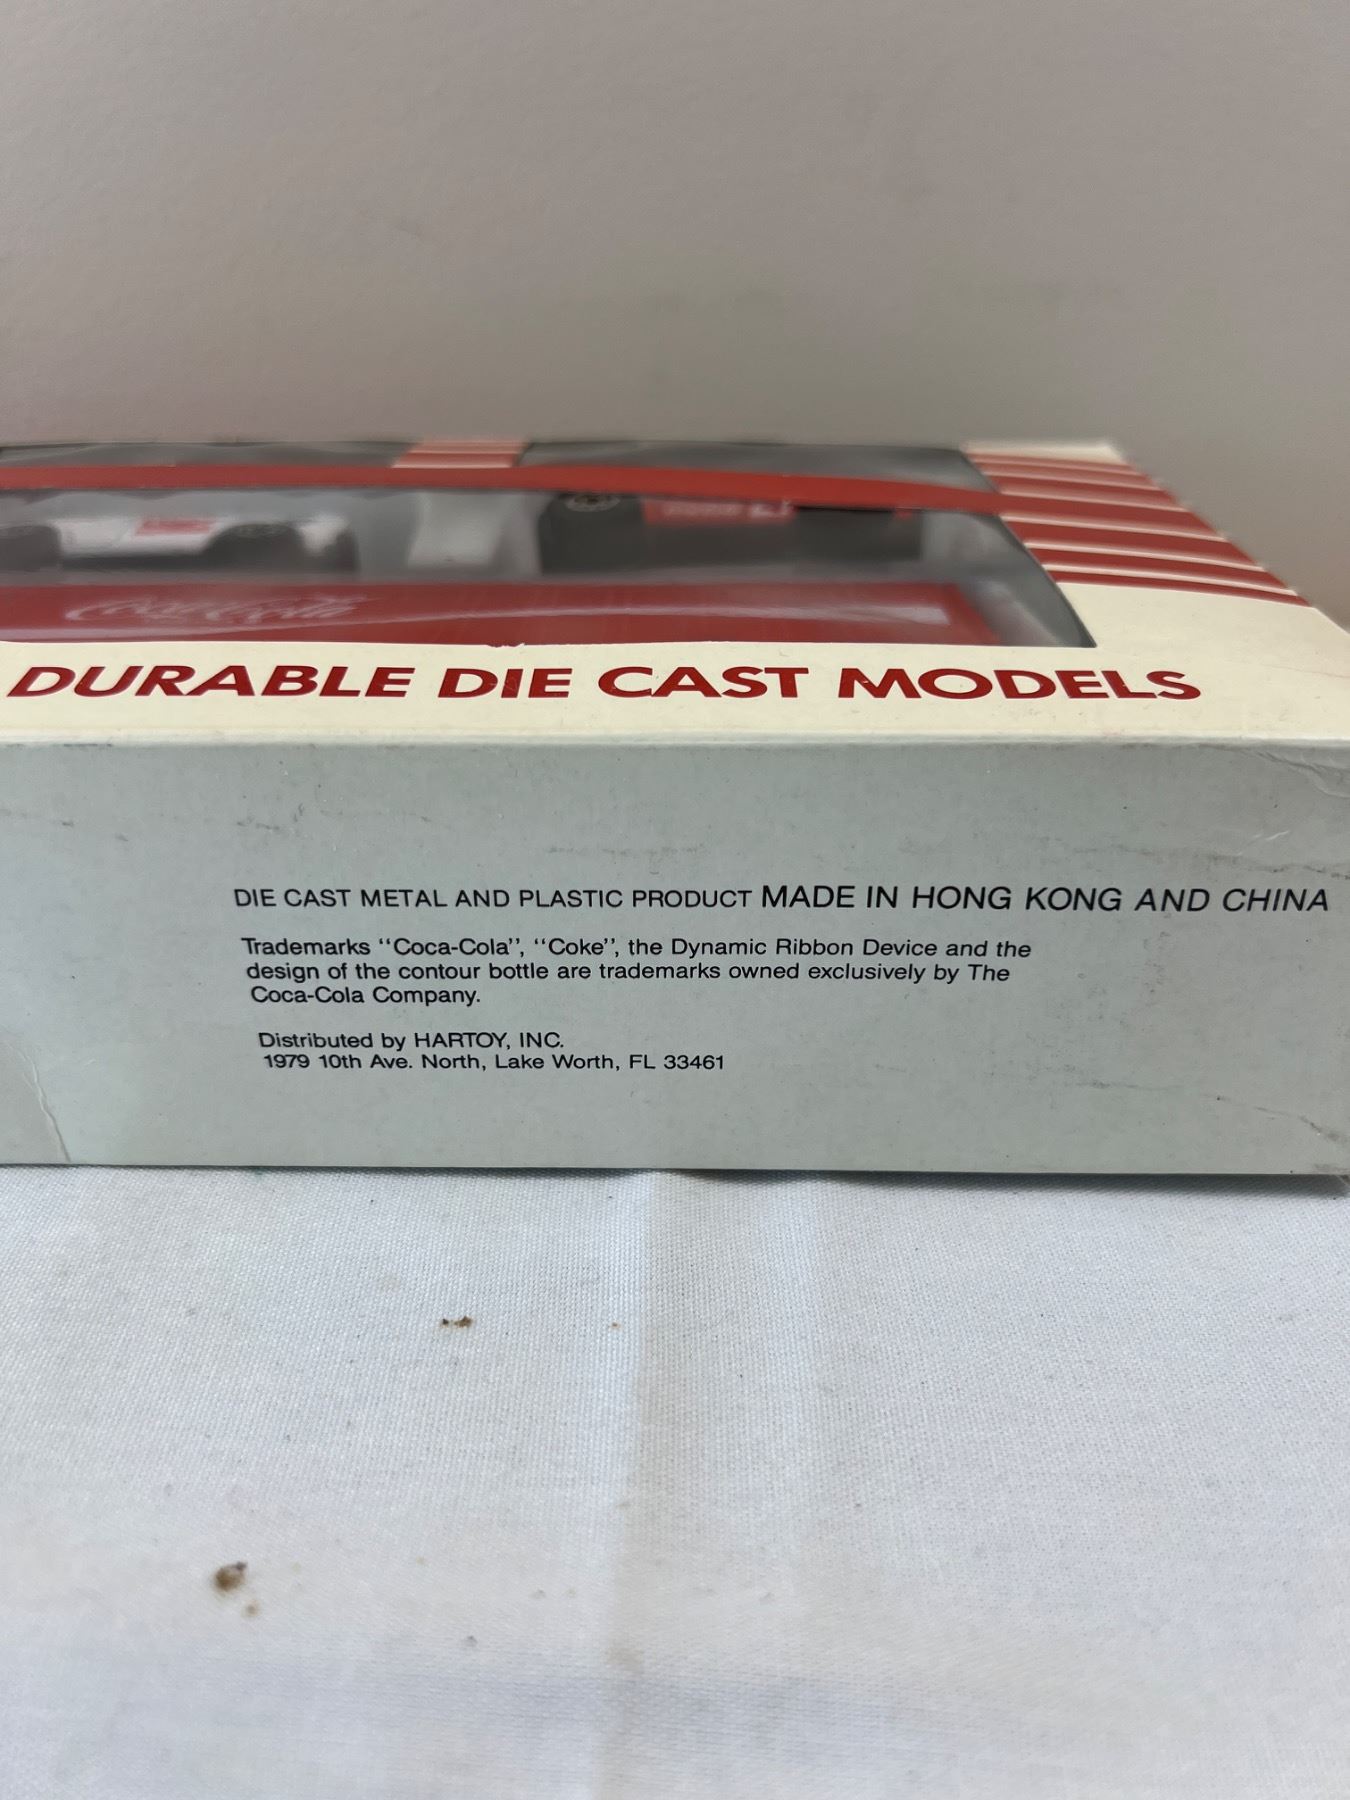 Coca-Cola
DURABLE DIE CAST MODELS
DIE CAST METAL AND PLASTIC PRODUCT MADE IN HONG KONG AND CHINA
Trademarks "Coca-Cola", "Coke", the Dynamic Ribbon Device and the
design of the contour bottle are trademarks owned exclusively by The
Coca-Cola Company.
Distributed by HARTOY, INC.
1979 10th Ave. North, Lake Worth, FL 33461